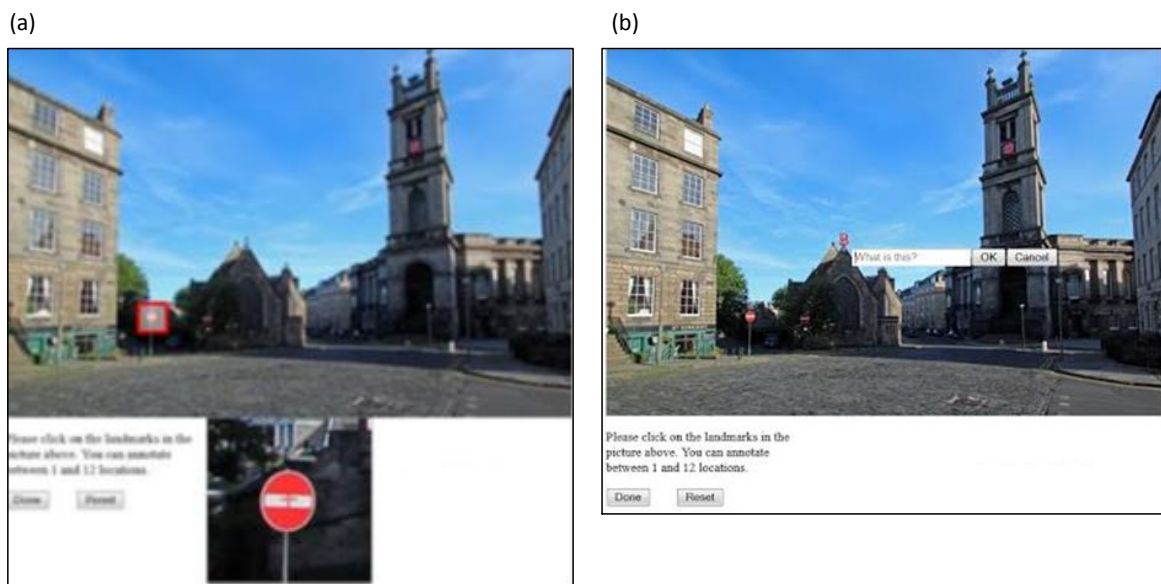 (a)
(b)
Please click on the landmarks in the
picture above. You can annotate
between 1 and 12 locations.
Done Reset
B
What is this? OK Cancel
Please click on the landmarks in the
picture above. You can annotate
between 1 and 12 locations.
Done Reset